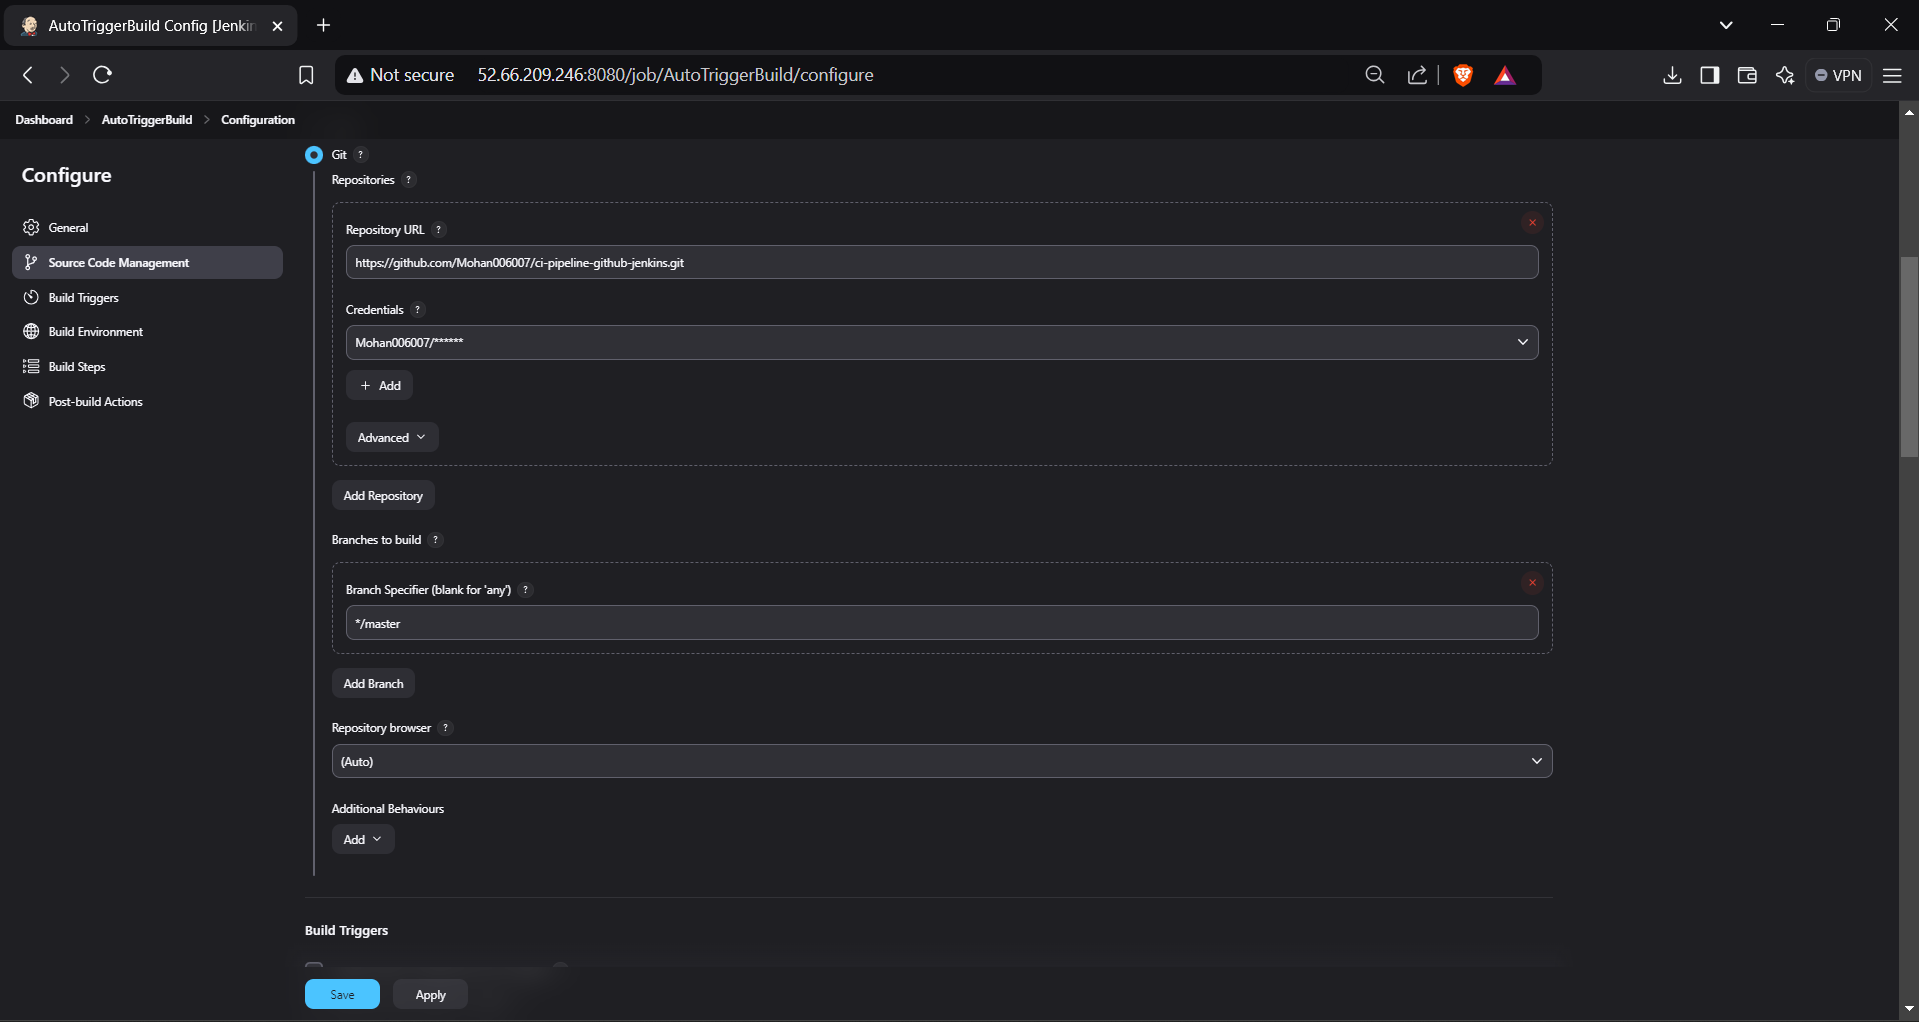 AutoTriggerBuild Config [Jenkin
Not secure 52.66.209.246:8080/job/AutoTriggerBuild/configure
VPN
Dashboard > AutoTriggerBuild > Configuration
Configure
General
Source Code Management
Build Triggers
Build Environment
Build Steps
Post-build Actions
Git ?
Repositories ?
Repository URL ?
https://github.com/Mohan006007/ci-pipeline-github-jenkins.git
Credentials ?
Mohan006007/******
+ Add
Advanced
Add Repository
Branches to build ?
Branch Specifier (blank for 'any') ?
*/master
Add Branch
Repository browser ?
(Auto)
Additional Behaviours
Add
Build Triggers
Save Apply